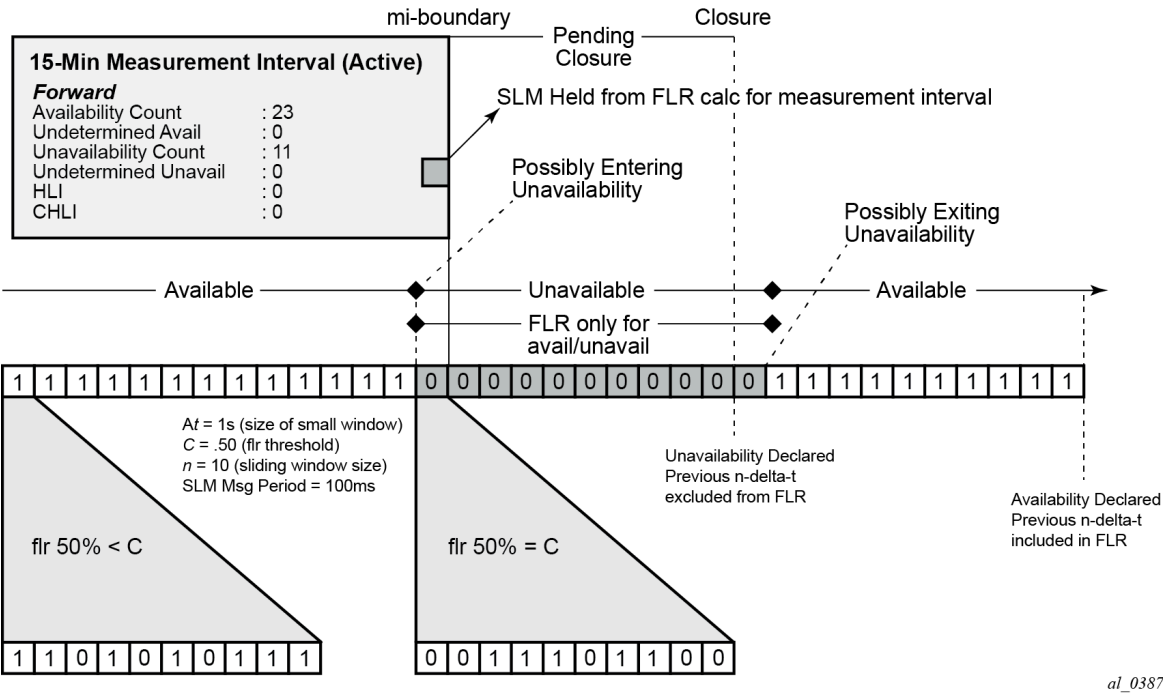 mi-boundary
Closure
Pending
Closure
15-Min Measurement Interval (Active)
Forward
Availability Count : 23
Undetermined Avail : 0
Unavailability Count : 11
Undetermined Unavail : 0
HLI : 0
CHLI : 0
SLM Held from FLR calc for measurement interval
Possibly Entering
Unavailability
Possibly Exiting
Unavailability
Available
Unavailable
Available
FLR only for
avail/unavail
1 1 1 1 1 1 1 1 1 1 1 1 1 0 0 0 0 0 0 0 0 0 0 0 1 1 1 1 1 1 1 1 1 1
At = 1s (size of small window)
C = .50 (flr threshold)
n = 10 (sliding window size)
SLM Msg Period = 100ms
Unavailability Declared
Previous n-delta-t
excluded from FLR
Availability Declared
Previous n-delta-t
included in FLR
flr 50% < C
flr 50% = C
1 1 0 1 0 1 0 1 1 1
0 0 1 1 1 0 1 1 0 0
al_0387